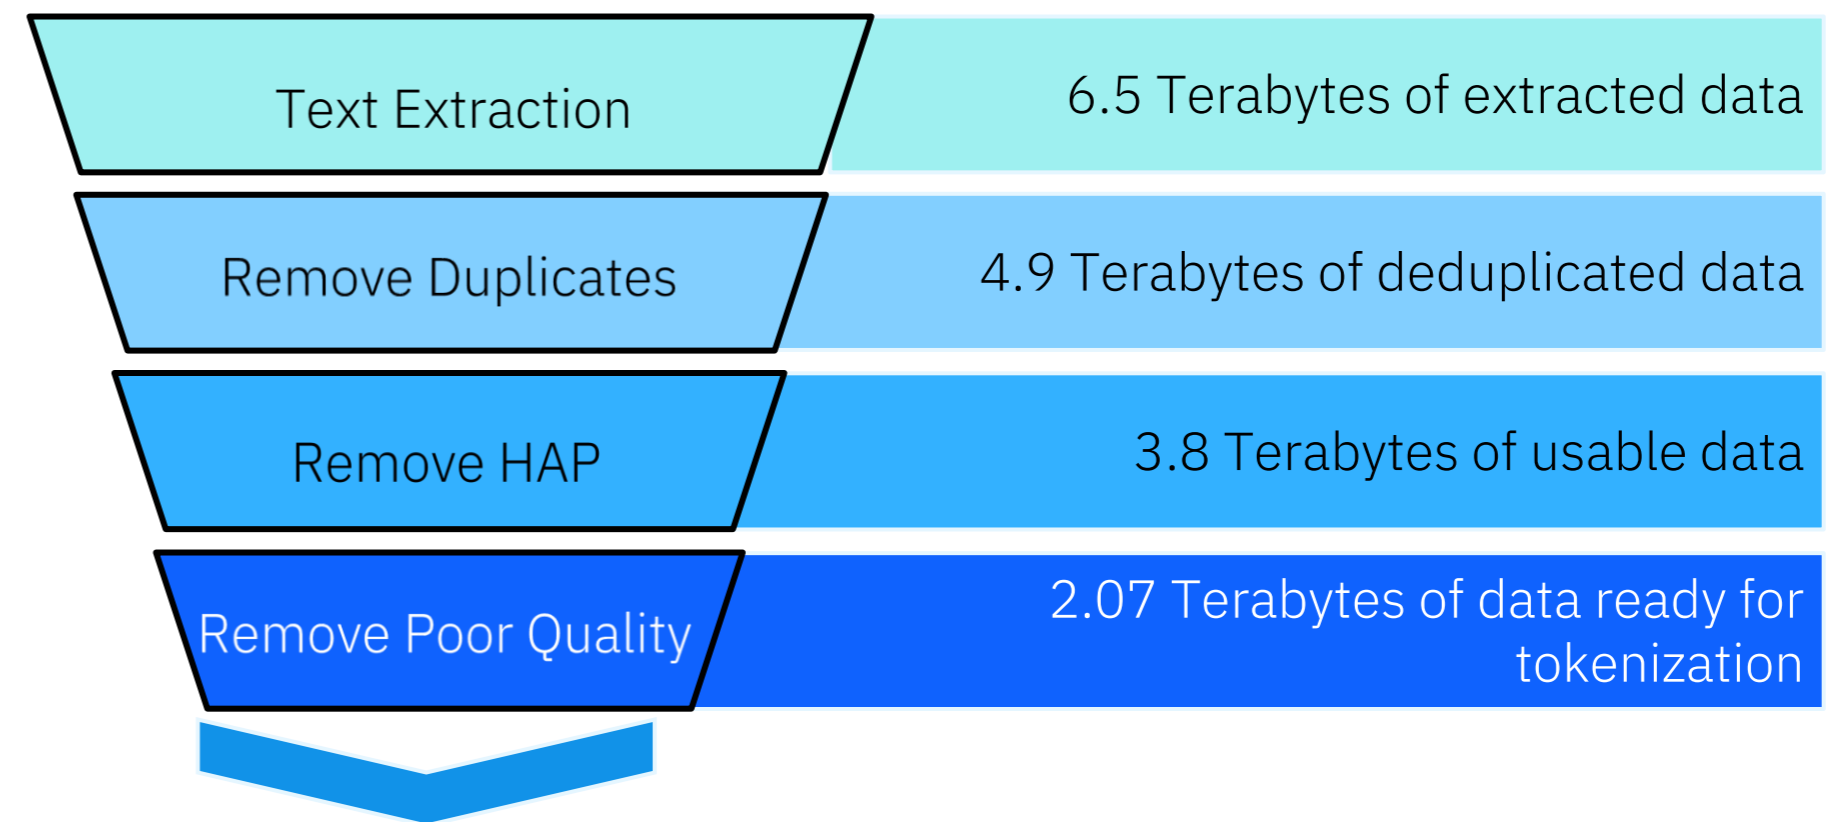 Text Extraction
6.5 Terabytes of extracted data
Remove Duplicates
4.9 Terabytes of deduplicated data
Remove HAP
3.8 Terabytes of usable data
Remove Poor Quality
2.07 Terabytes of data ready for
tokenization